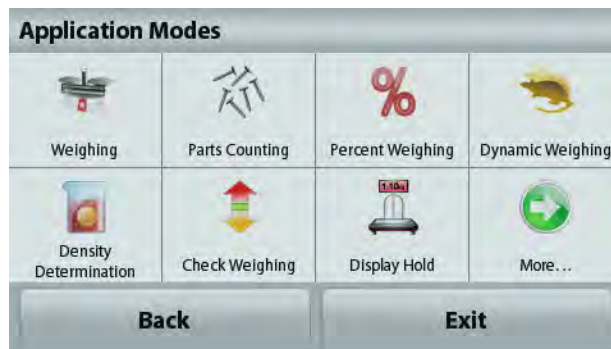 Application Modes
Weighing
Parts Counting
Percent Weighing
Dynamic Weighing
1.10kg
Density
Determination
Check Weighing
Display Hold
More...
Back
Exit